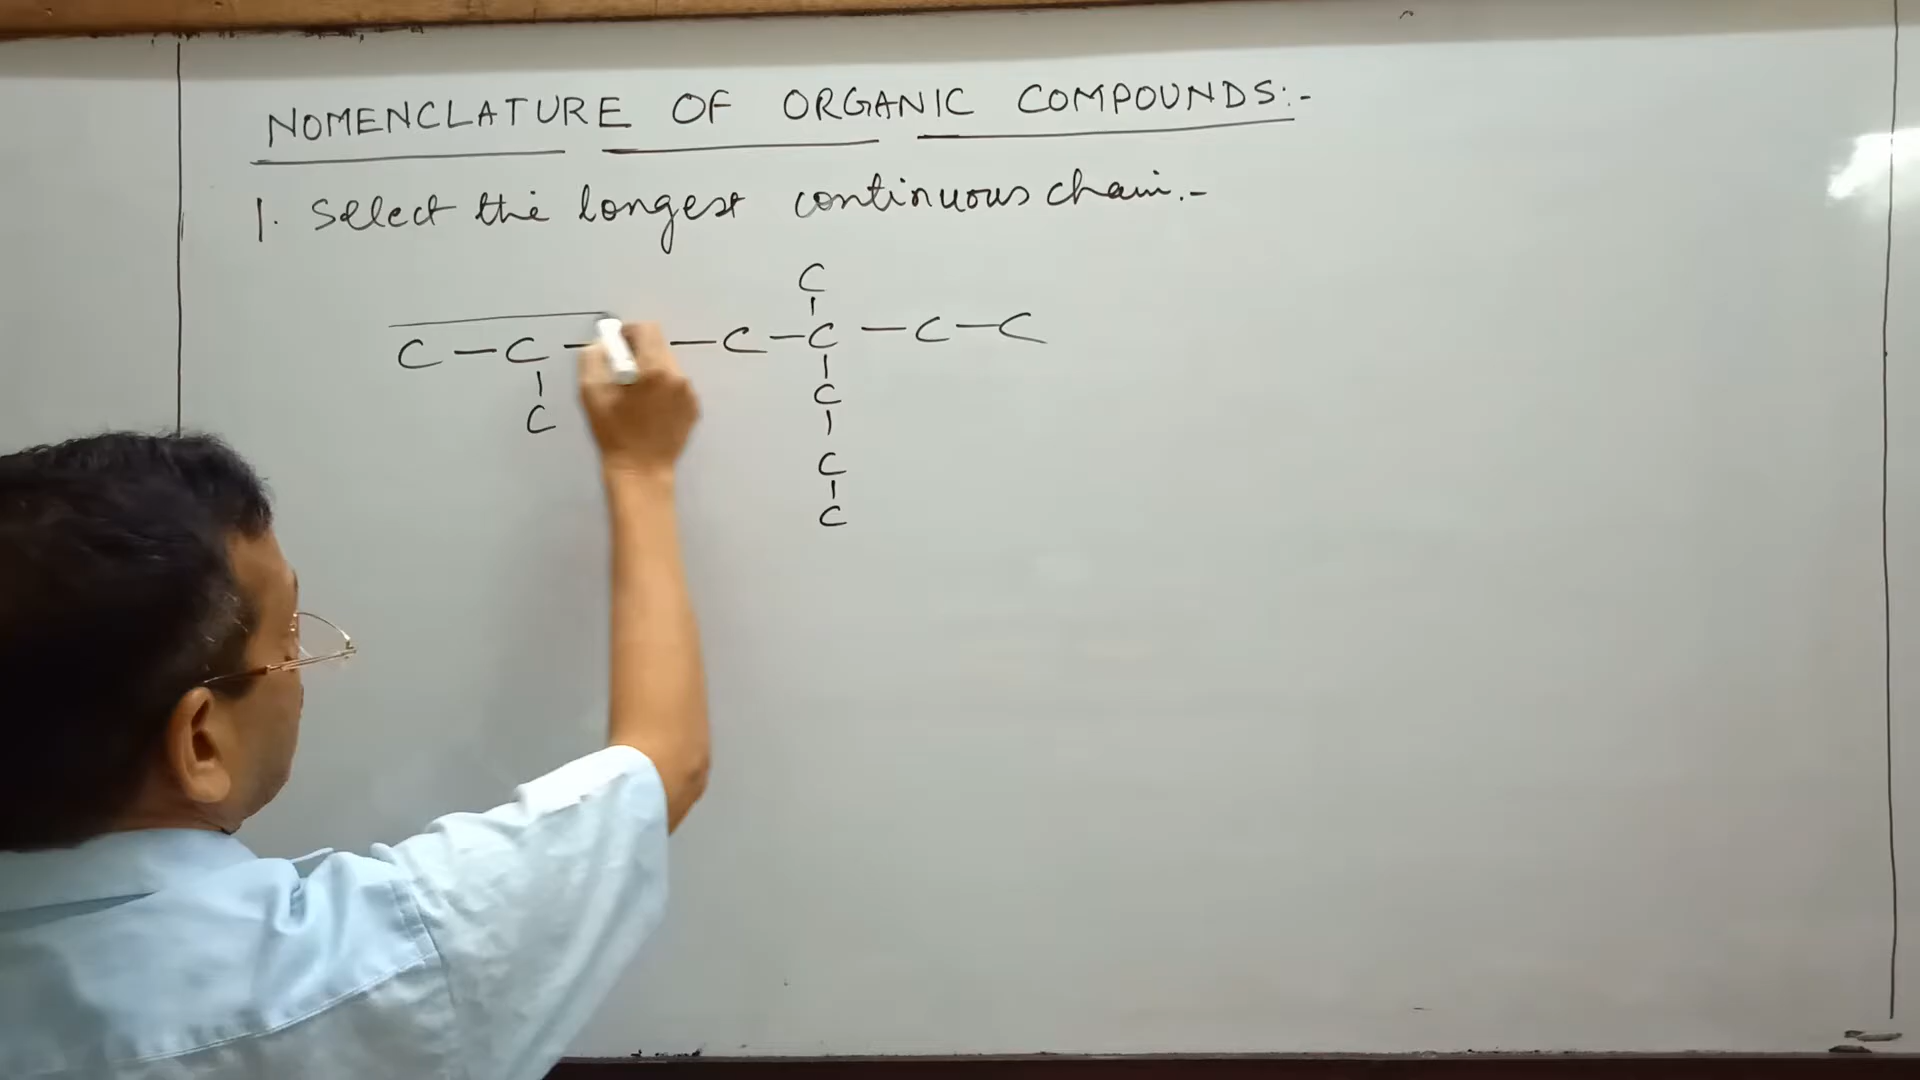 NOMENCLATURE OF ORGANIC COMPOUNDS:-
1. Select the longest continuous chain.-
C
C — C — — C — C — C — C
| |
C C
|
C
|
C